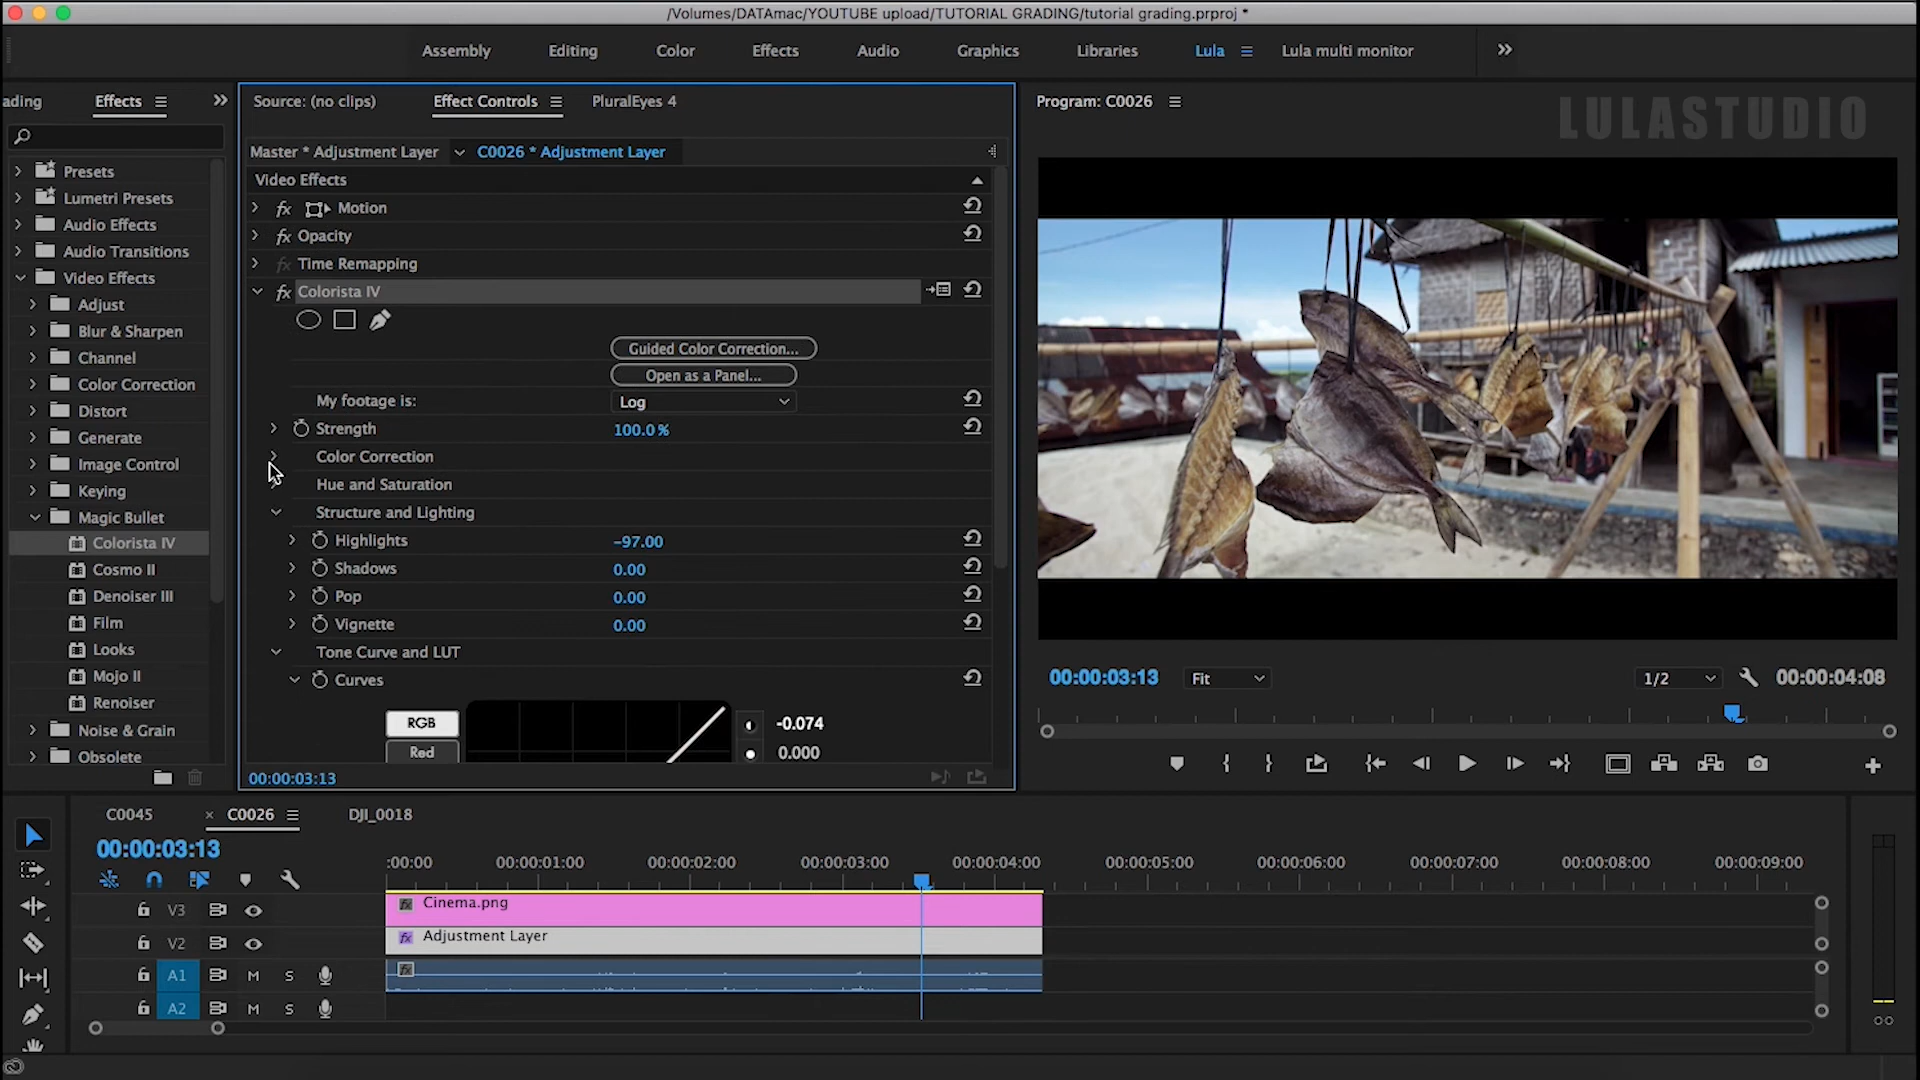 /Volumes/DATAmac/YOUTUBE upload/TUTORIAL GRADING/tutorial grading.prproj *
Assembly Editing Color Effects Audio Graphics Libraries Lula Lula multi monitor
ading Effects
Presets
Lumetri Presets
Audio Effects
Audio Transitions
Video Effects
Adjust
Blur & Sharpen
Channel
Color Correction
Distort
Generate
Image Control
Keying
Magic Bullet
Colorista IV
Cosmo II
Denoiser III
Film
Looks
Mojo II
Renoiser
Noise & Grain
Obsolete
Source: (no clips) Effect Controls PluralEyes 4
Master * Adjustment Layer C0026 * Adjustment Layer
Video Effects
fx Motion
fx Opacity
fx Time Remapping
fx Colorista IV
Guided Color Correction...
Open as a Panel...
My footage is: Log
Strength 100.0 %
Color Correction
Hue and Saturation
Structure and Lighting
Highlights -97.00
Shadows 0.00
Pop 0.00
Vignette 0.00
Tone Curve and LUT
Curves
RGB -0.074
Red 0.000
00:00:03:13
Program: C0026
LULASTUDIO
00:00:03:13 Fit 1/2 00:00:04:08
C0045 × C0026 DJI_0018
00:00:03:13
:00:00 00:00:01:00 00:00:02:00 00:00:03:00 00:00:04:00 00:00:05:00 00:00:06:00 00:00:07:00 00:00:08:00 00:00:09:00
V3 fx Cinema.png
V2 fx Adjustment Layer
A1 M S fx
A2 M S